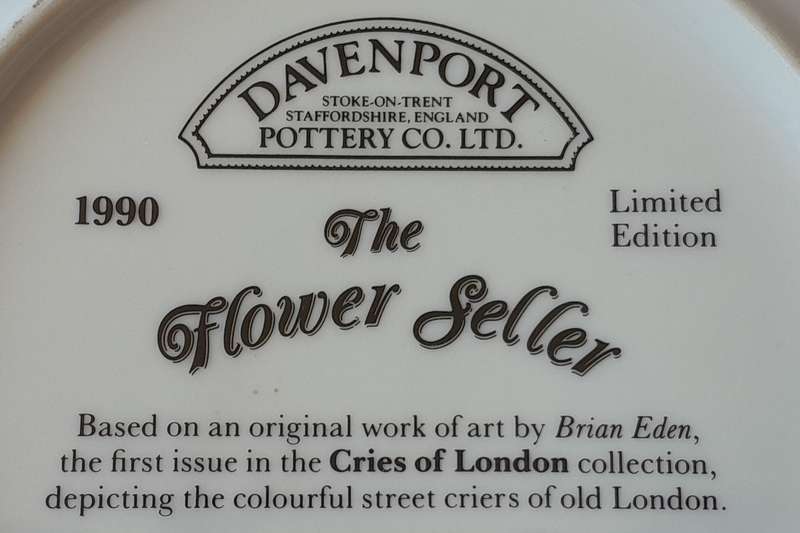 DAVENPORT
STOKE-ON-TRENT
STAFFORDSHIRE, ENGLAND
POTTERY CO. LTD.
1990
Limited
Edition
The
Flower Seller
Based on an original work of art by Brian Eden,
the first issue in the Cries of London collection,
depicting the colourful street criers of old London.